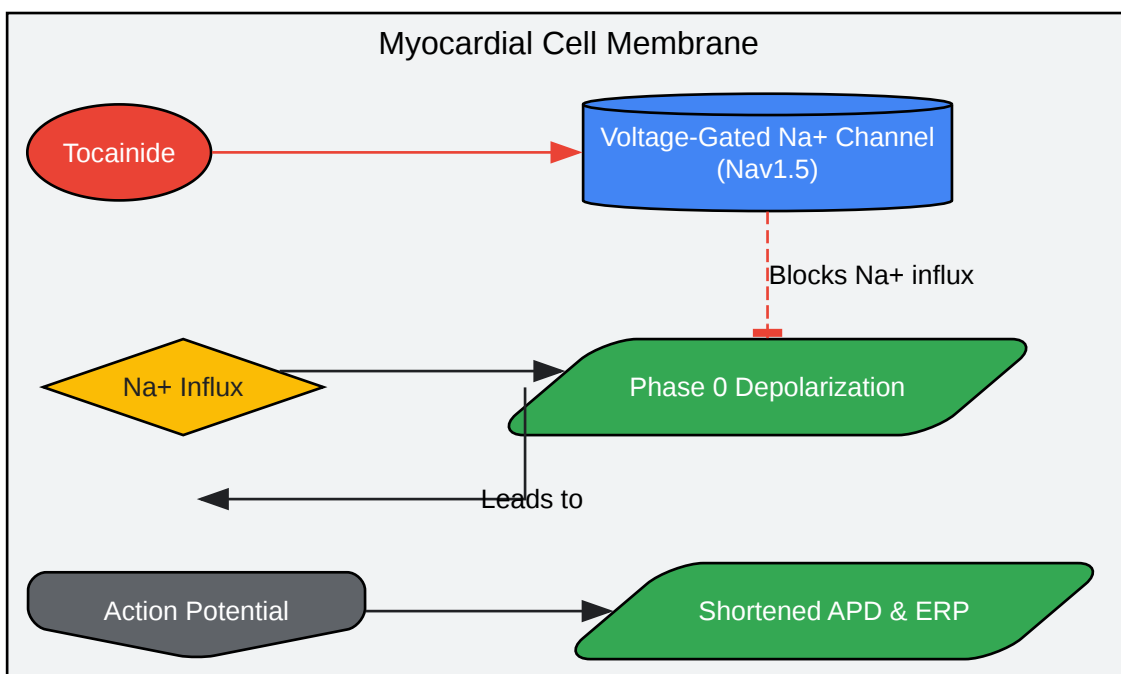 Myocardial Cell Membrane
Tocainide
Voltage-Gated Na+ Channel
(Nav1.5)
Blocks Na+ influx
Na+ Influx
Phase 0 Depolarization
Leads to
Action Potential
Shortened APD & ERP